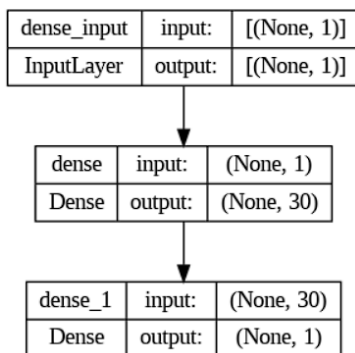 dense_input input: [(None, 1)]
InputLayer output: [(None, 1)]
dense input: (None, 1)
Dense output: (None, 30)
dense_1 input: (None, 30)
Dense output: (None, 1)